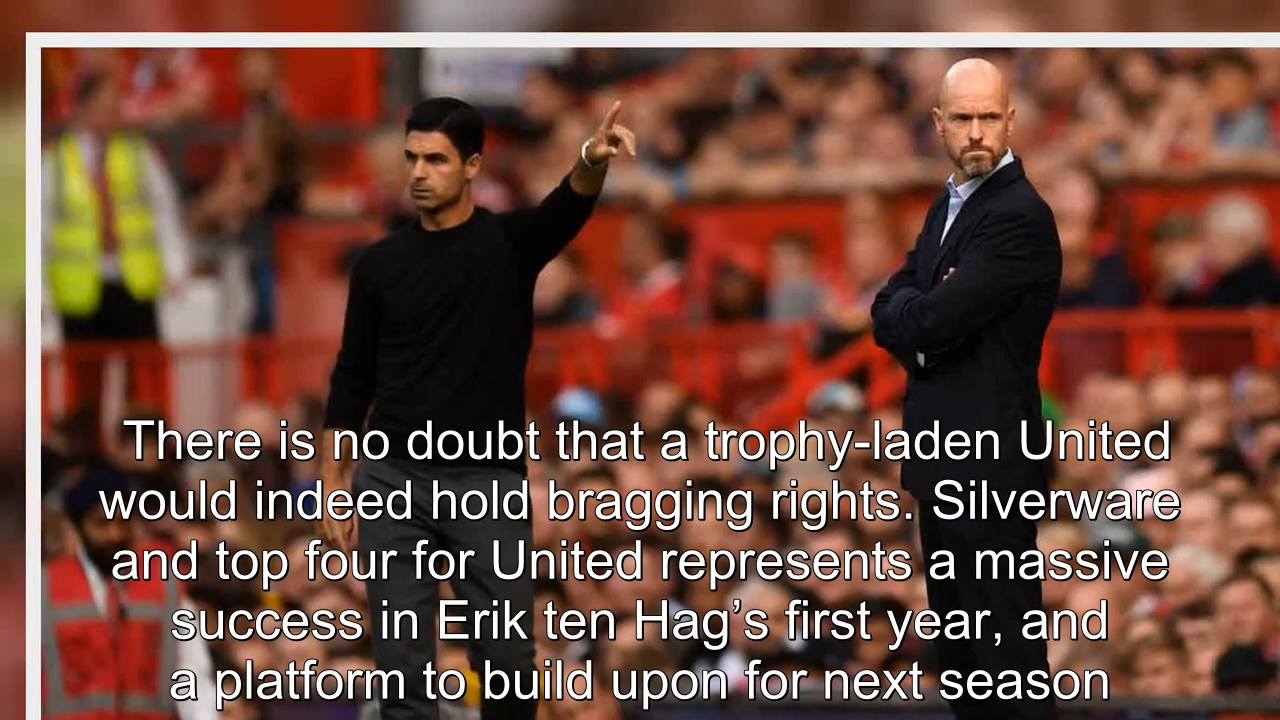 There is no doubt that a trophy-laden United
would indeed hold bragging rights. Silverware
and top four for United represents a massive
success in Erik ten Hag’s first year, and
a platform to build upon for next season